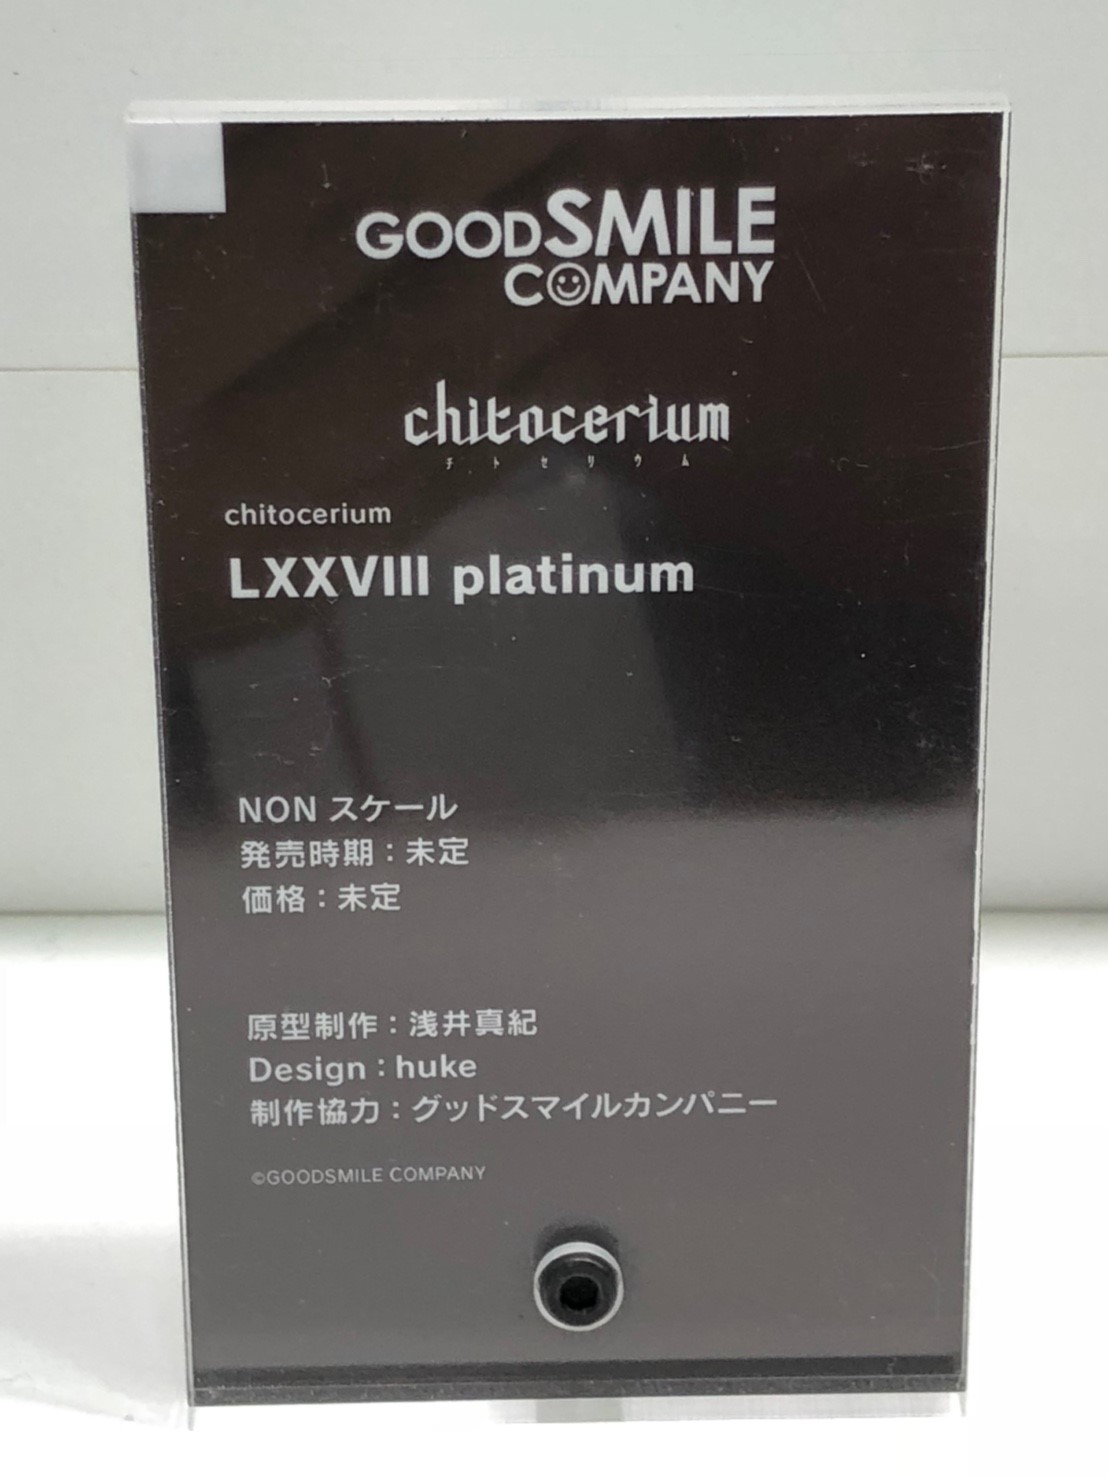 GOODSMILE
COMPANY
chitocerium
チトセリウム
chitocerium
LXXVIII platinum
NON スケール
発売時期：未定
価格：未定
原型制作：浅井真紀
Design：huke
制作協力：グッドスマイルカンパニー
©GOODSMILE COMPANY